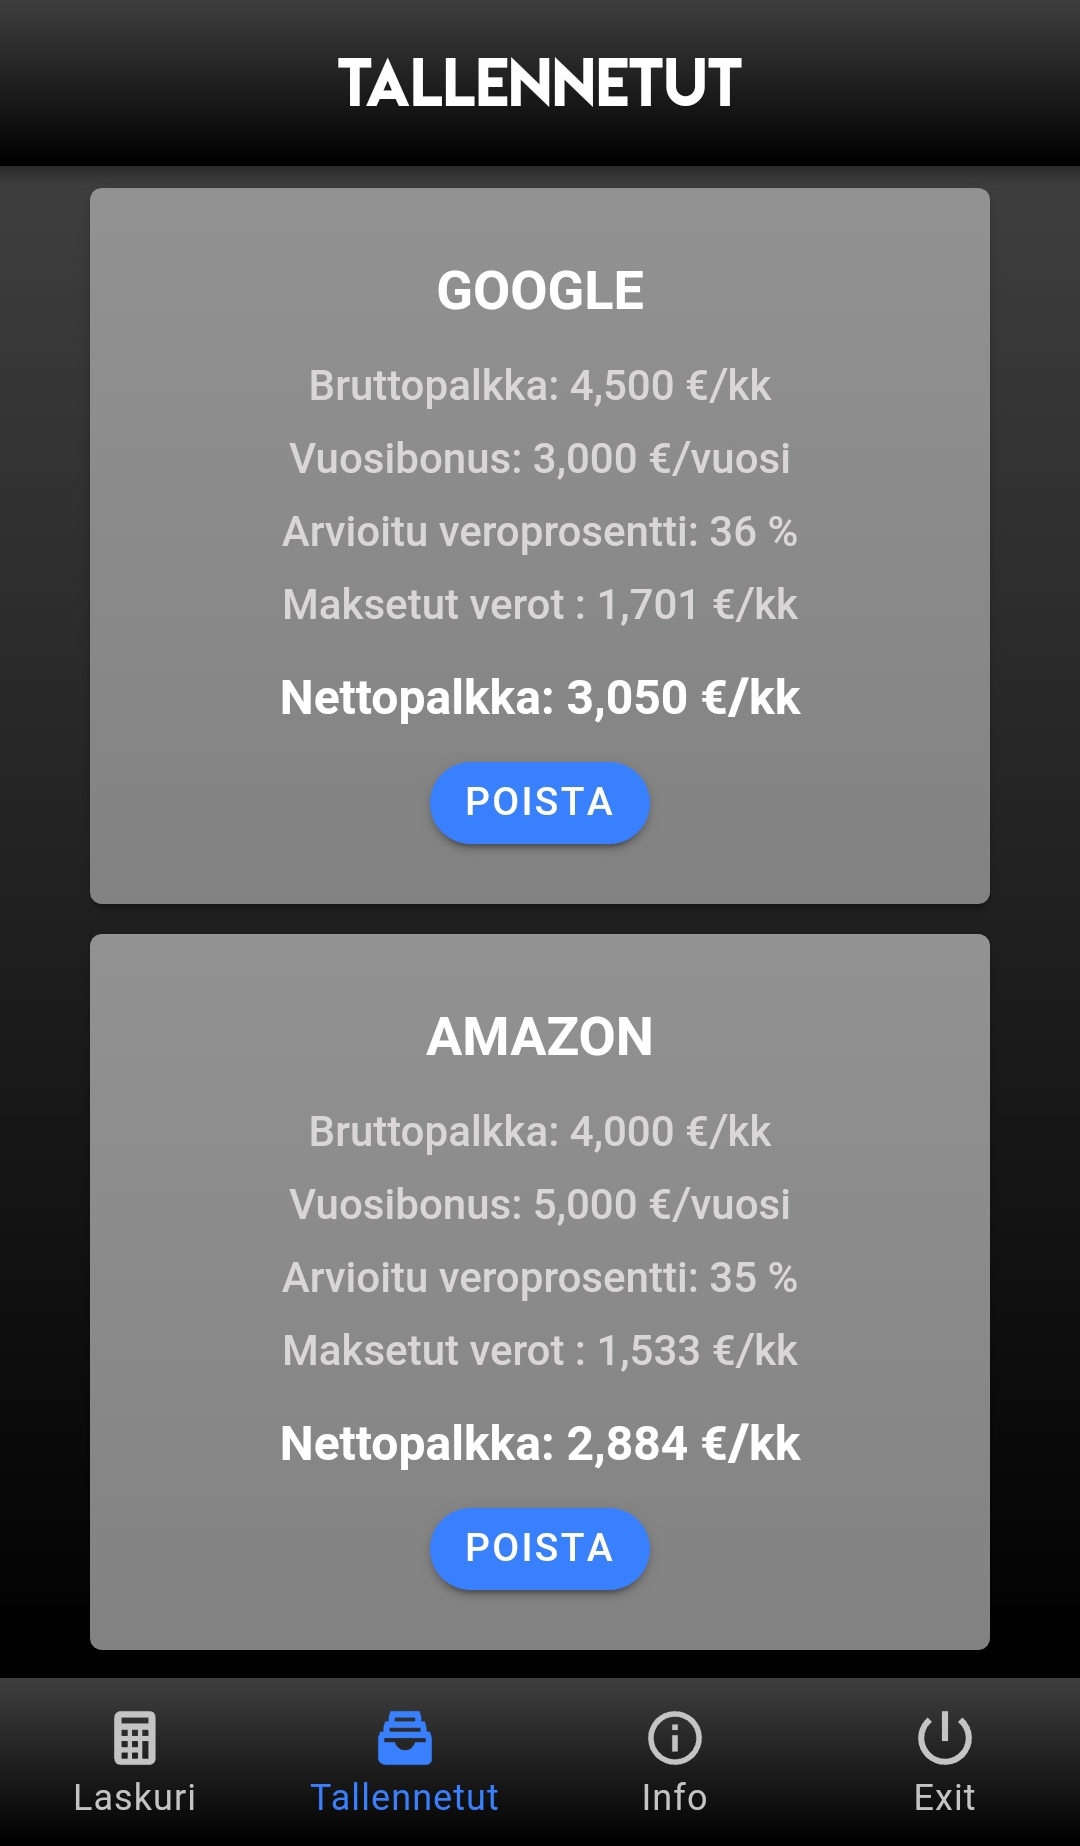 TALLENNETUT
GOOGLE
Bruttopalkka: 4,500 €/kk
Vuosibonus: 3,000 €/vuosi
Arvioitu veroprosentti: 36 %
Maksetut verot : 1,701 €/kk
Nettopalkka: 3,050 €/kk
POISTA
AMAZON
Bruttopalkka: 4,000 €/kk
Vuosibonus: 5,000 €/vuosi
Arvioitu veroprosentti: 35 %
Maksetut verot : 1,533 €/kk
Nettopalkka: 2,884 €/kk
POISTA
Laskuri Tallennetut Info Exit